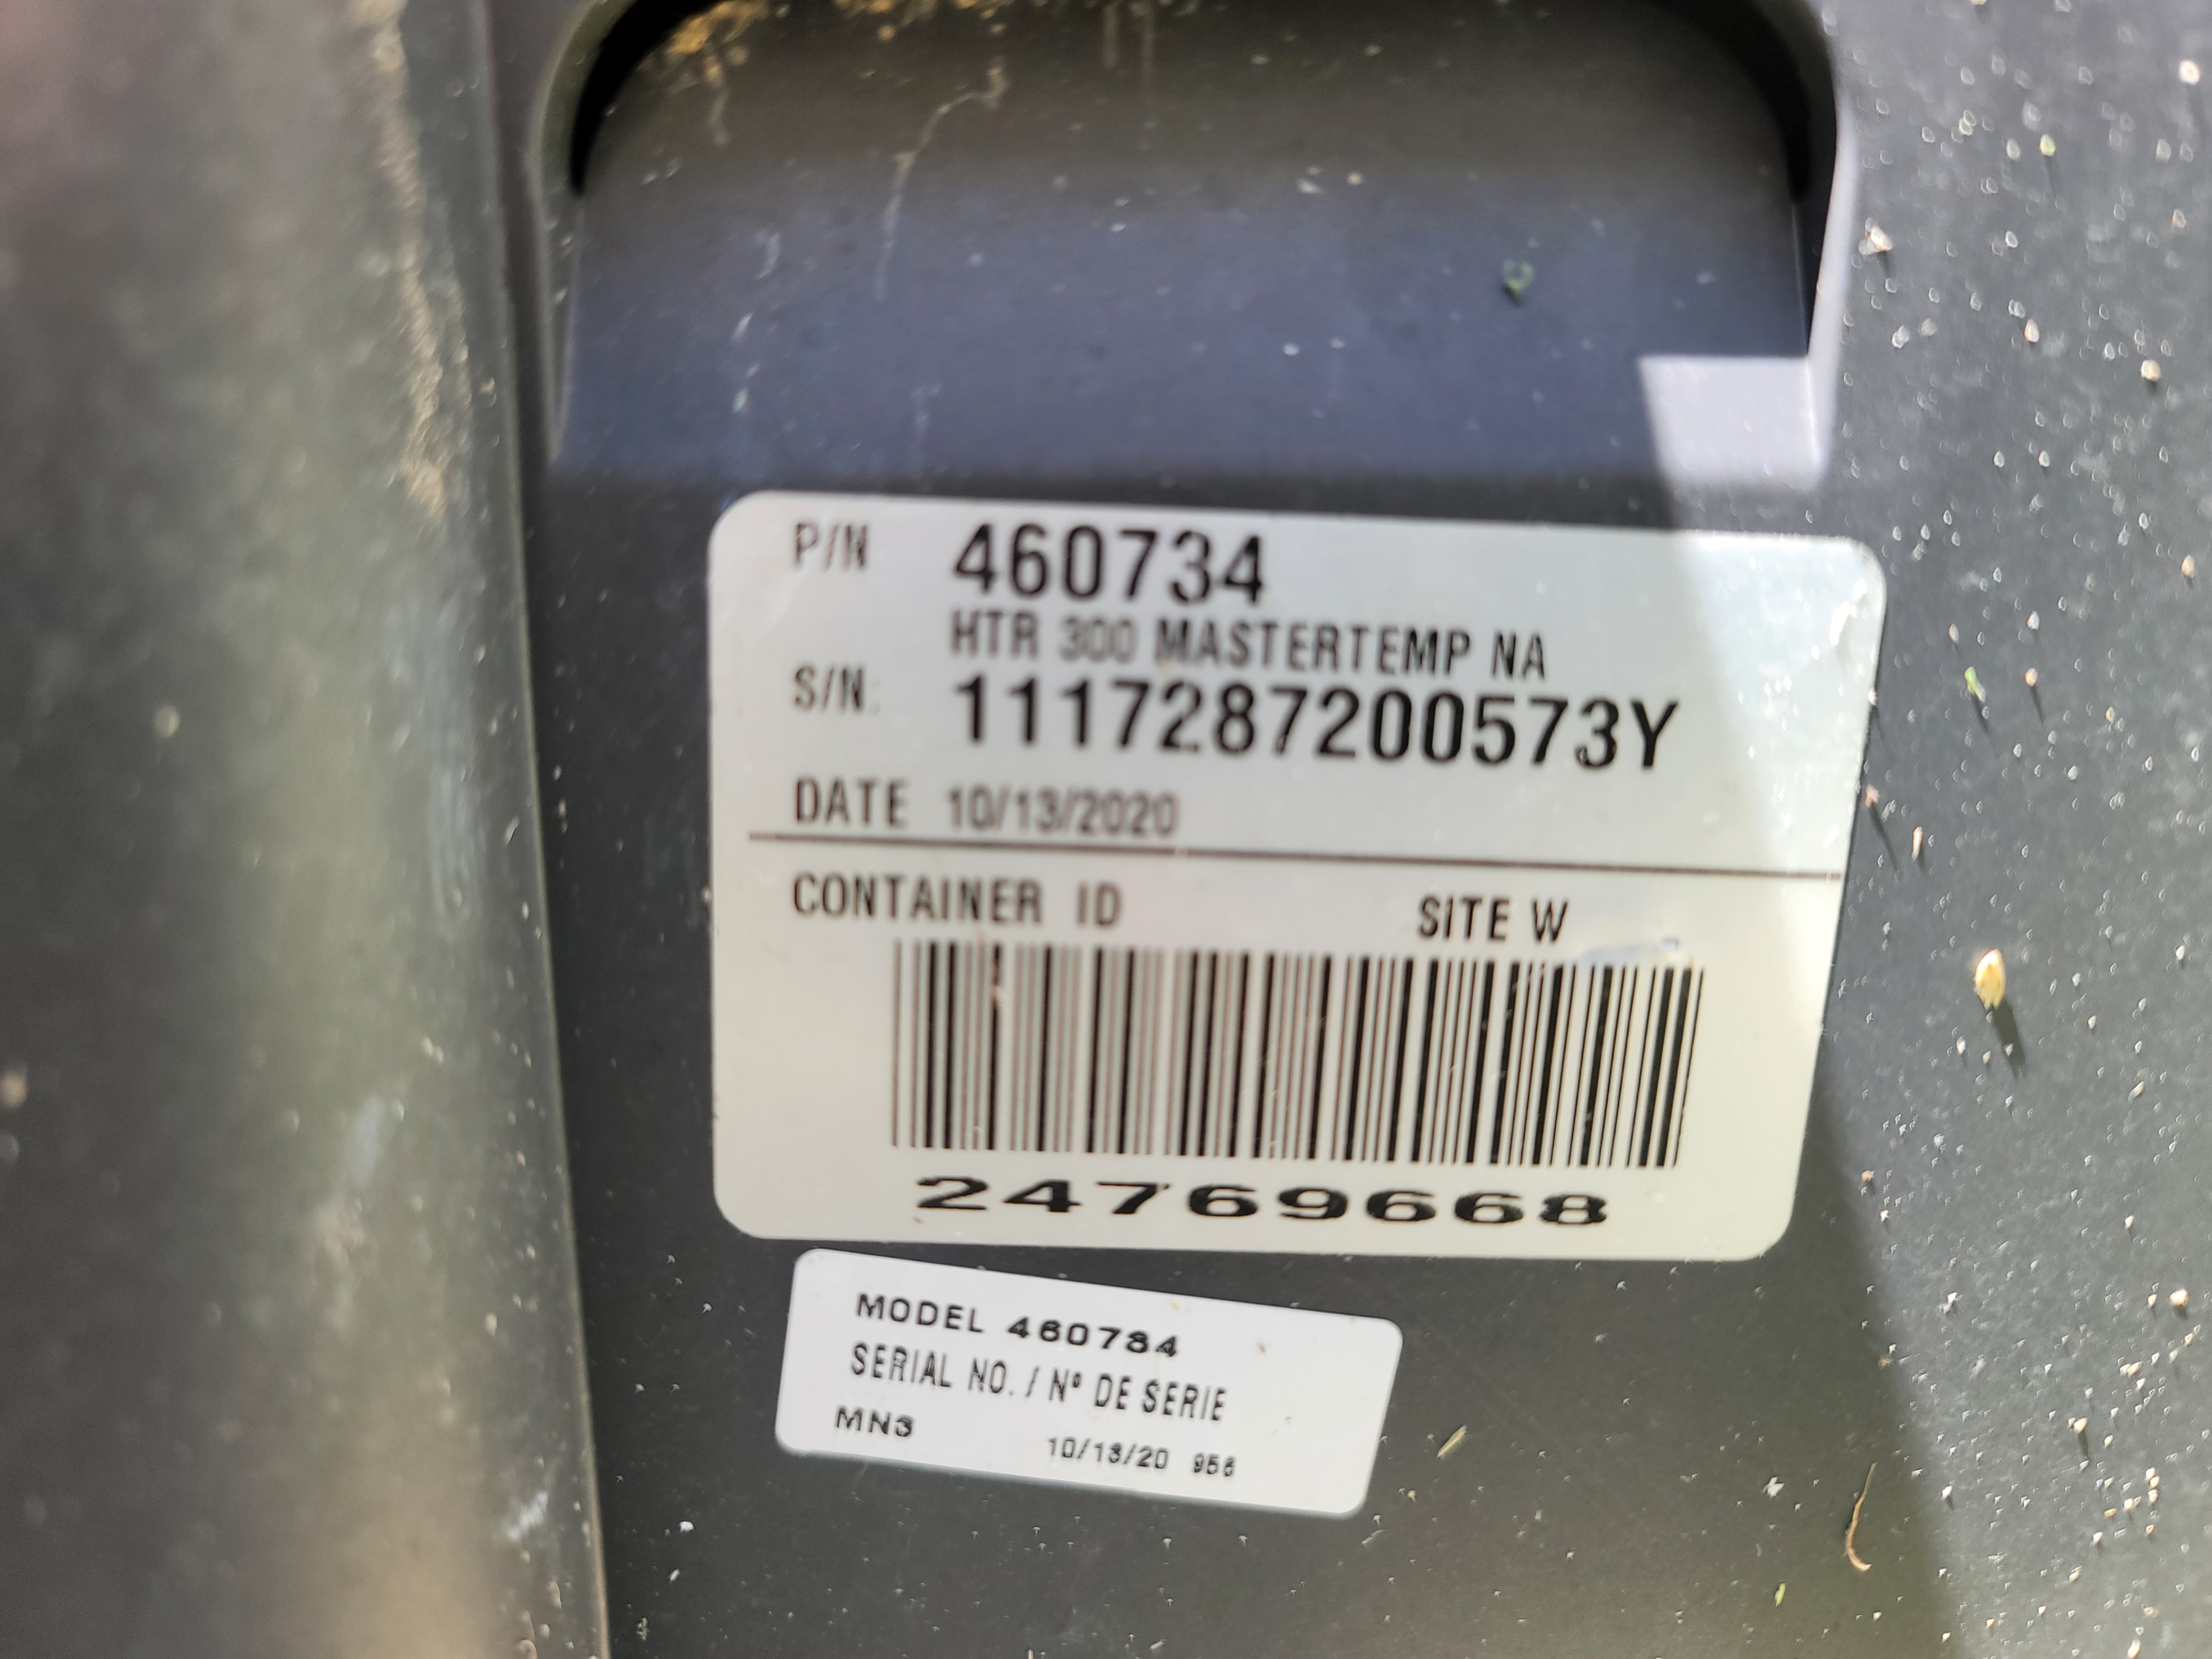 P/N 460734
HTR 300 MASTERTEMP NA
S/N: 1117287200573Y
DATE 10/13/2020
CONTAINER ID SITE W
24769668
MODEL 460734
SERIAL NO. / Nº DE SERIE
MN3 10/13/20 956